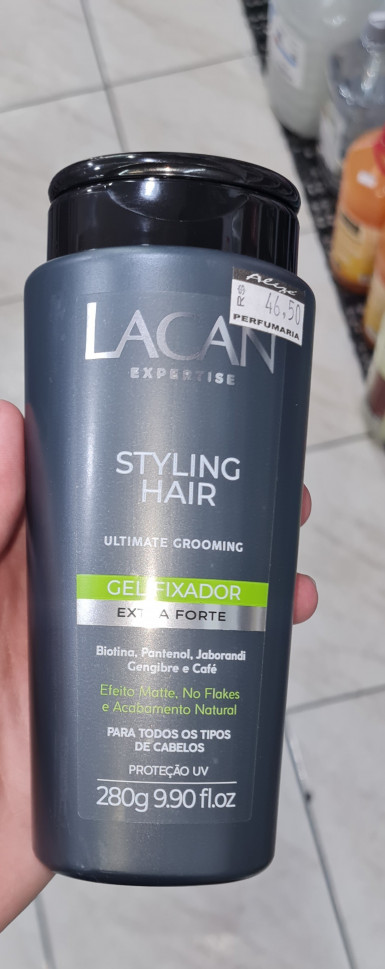 Alyne
R$ 46,50
PERFUMARIA
LACAN
EXPERTISE
STYLING
HAIR
ULTIMATE GROOMING
GEL FIXADOR
EXTRA FORTE
Biotina, Pantenol, Jaborandi
Gengibre e Café
Efeito Matte, No Flakes
e Acabamento Natural
PARA TODOS OS TIPOS
DE CABELOS
PROTEÇÃO UV
280g 9.90 fl.oz